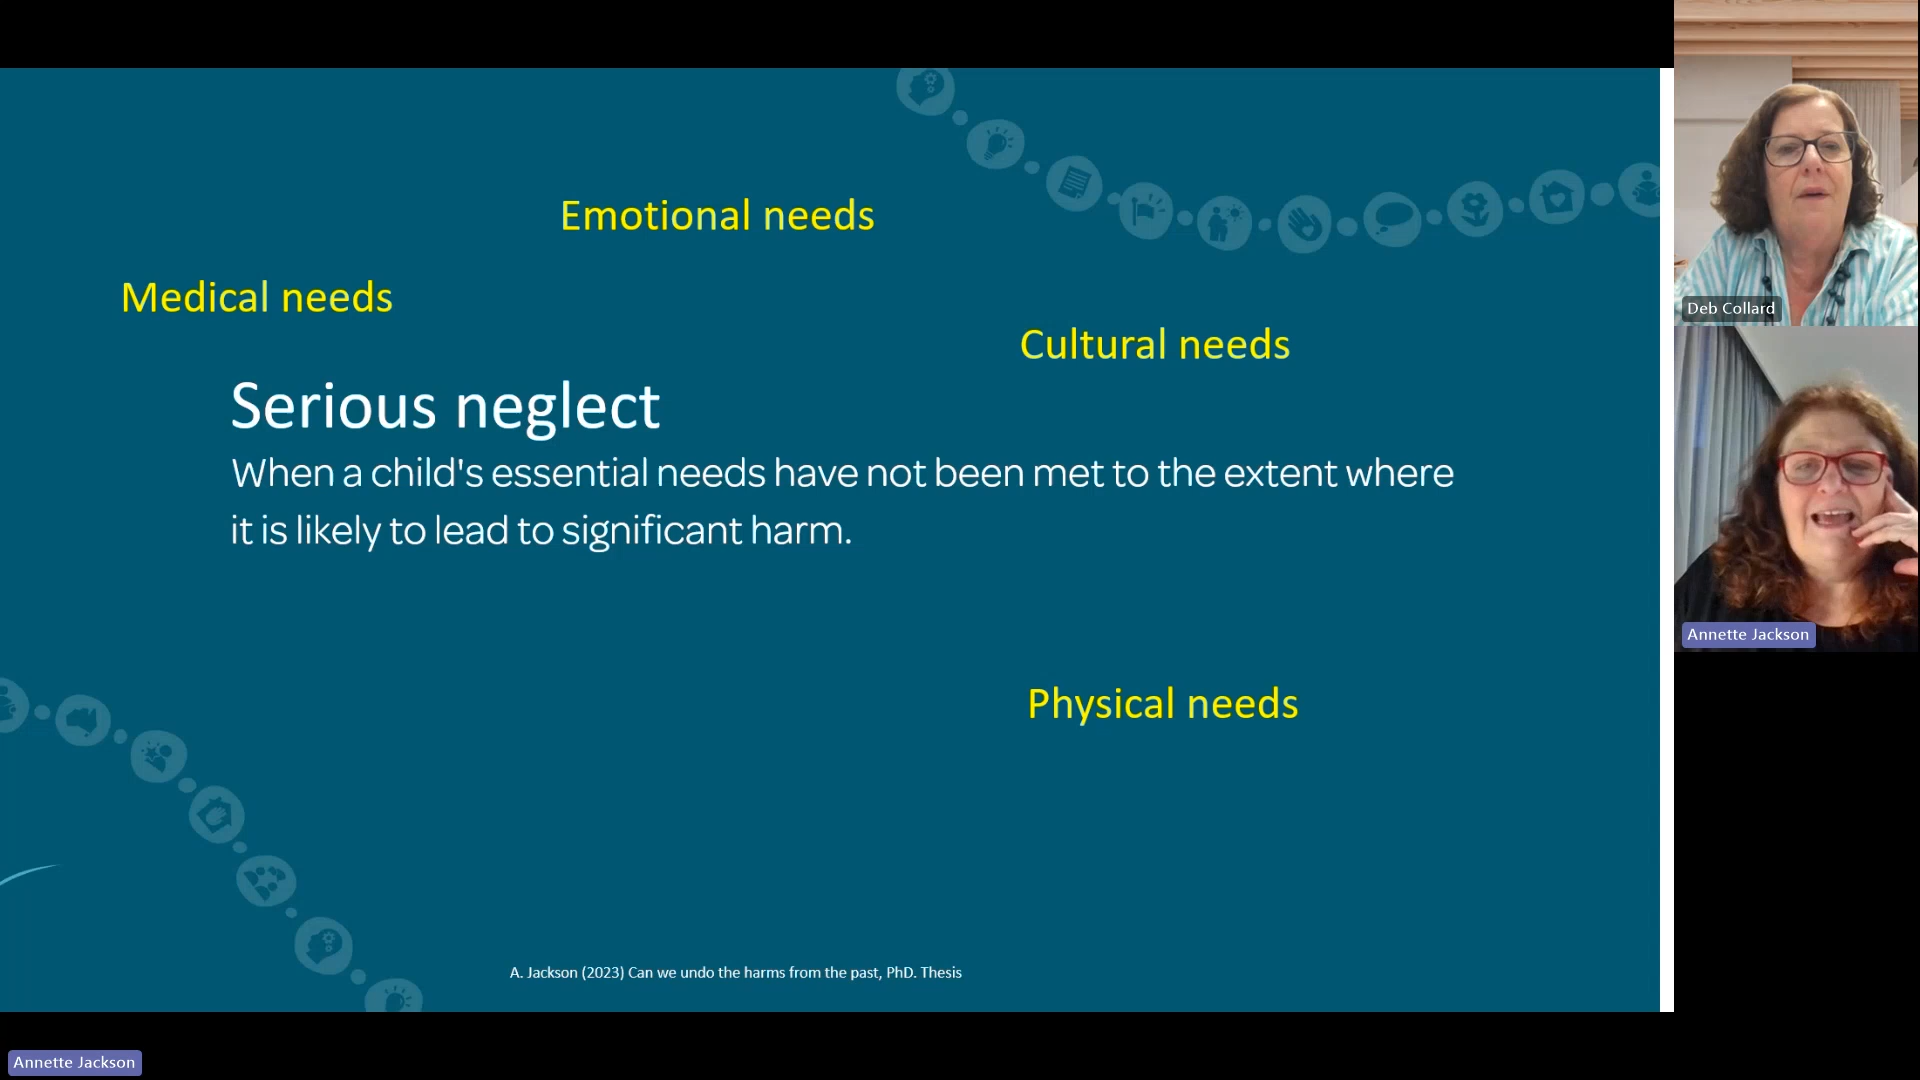 Emotional needs
Medical needs
Cultural needs
Serious neglect
When a child's essential needs have not been met to the extent where
it is likely to lead to significant harm.
Physical needs
A. Jackson (2023) Can we undo the harms from the past, PhD. Thesis
Deb Collard
Annette Jackson
Annette Jackson